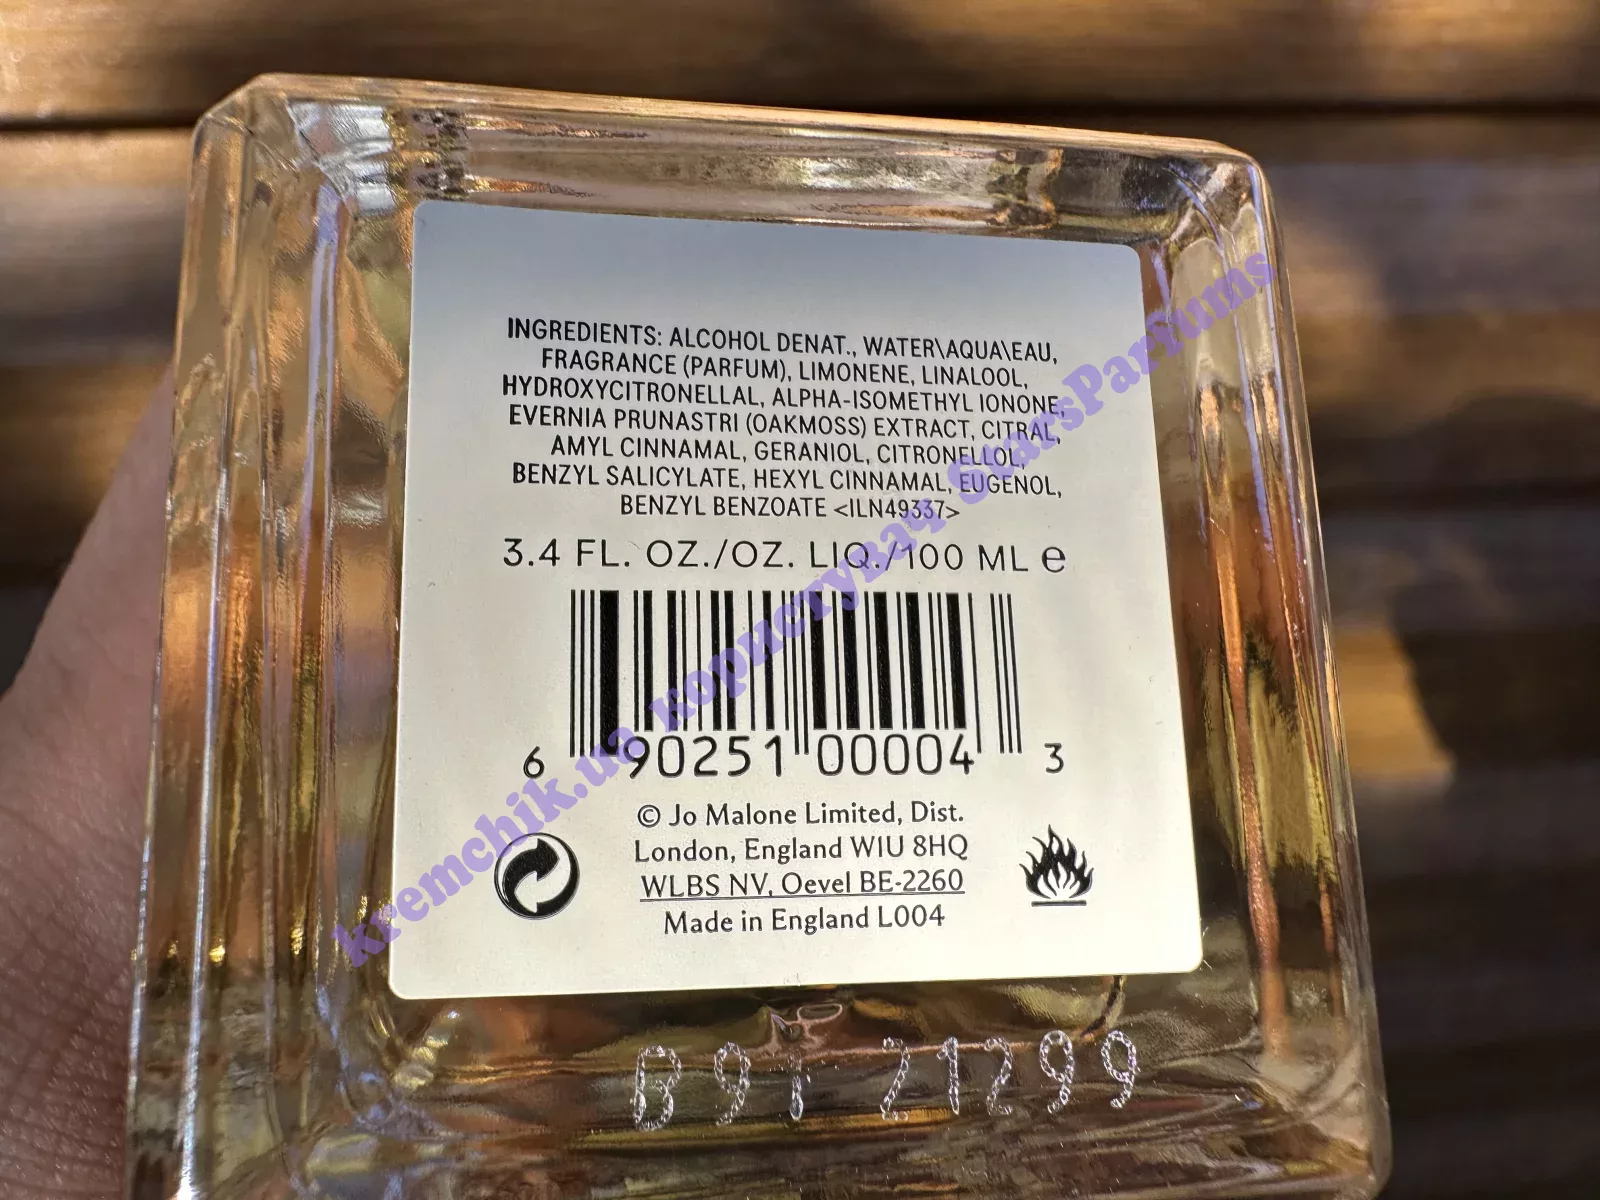 INGREDIENTS: ALCOHOL DENAT., WATER\AQUA\EAU,
FRAGRANCE (PARFUM), LIMONENE, LINALOOL,
HYDROXYCITRONELLAL, ALPHA-ISOMETHYL IONONE,
EVERNIA PRUNASTRI (OAKMOSS) EXTRACT, CITRAL,
AMYL CINNAMAL, GERANIOL, CITRONELLOL,
BENZYL SALICYLATE, HEXYL CINNAMAL, EUGENOL,
BENZYL BENZOATE <ILN49337>
3.4 FL. OZ./OZ. LIQ./100 ML e
6 90251 00004 3
© Jo Malone Limited, Dist.
London, England W1U 8HQ
WLBS NV, Oevel BE-2260
Made in England L004
kremchik.ua користувач StarsParfums